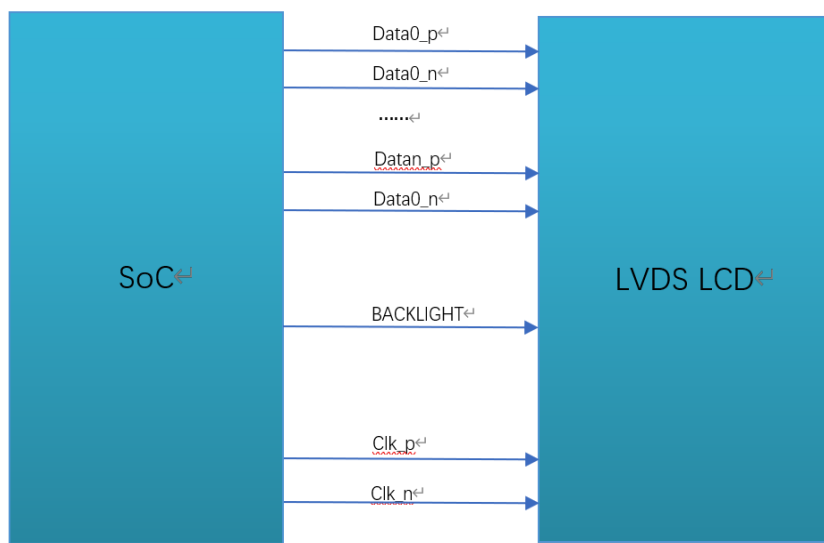 Data0_p
Data0_n
......
Datan_p
Data0_n
SoC
LVDS LCD
BACKLIGHT
Clk_p
Clk_n